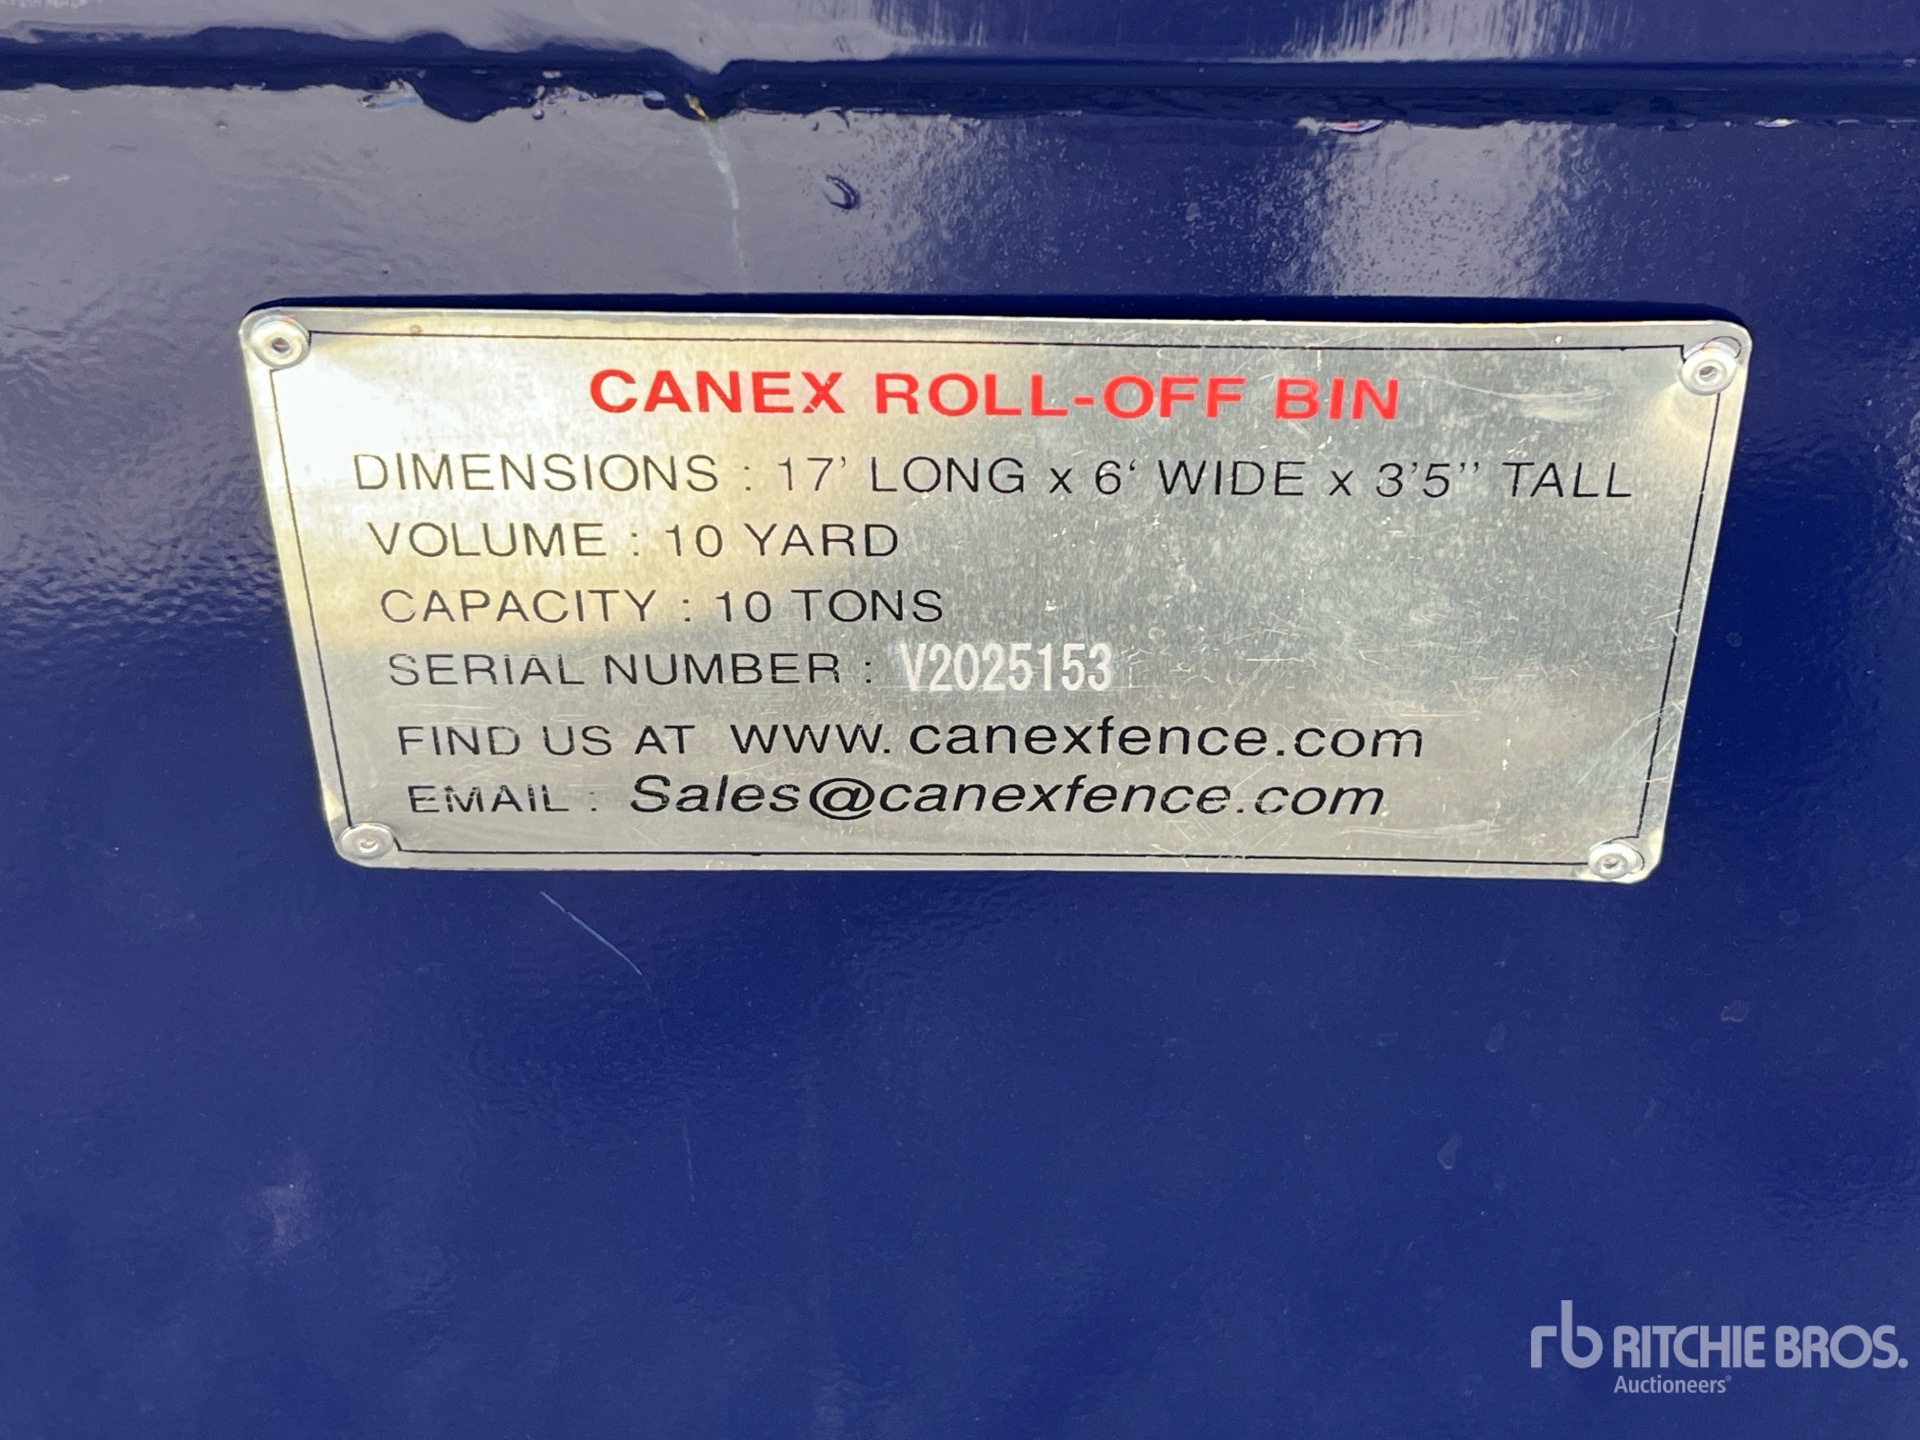 CANEX ROLL-OFF BIN
DIMENSIONS : 17' LONG x 6‘ WIDE x 3'5'' TALL
VOLUME : 10 YARD
CAPACITY : 10 TONS
SERIAL NUMBER : V2025153
FIND US AT www. canexfence.com
EMAIL : Sales@canexfence.com
rb RITCHIE BROS.
Auctioneers®